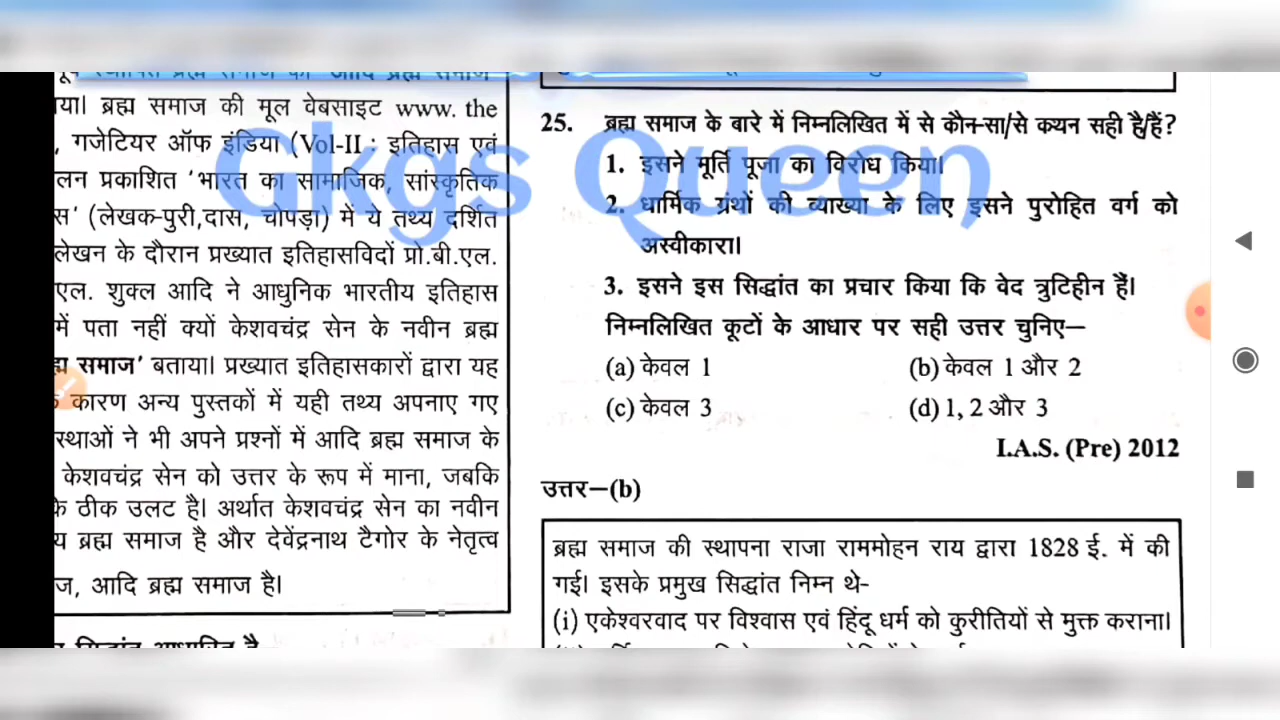 या। ब्रह्म समाज की मूल वेबसाइट www. the
, गजेटियर ऑफ इंडिया (Vol-II : इतिहास एवं
लन प्रकाशित 'भारत का सामाजिक, सांस्कृतिक
स' (लेखक-पुरी,दास, चोपड़ा) में ये तथ्य दर्शित
लेखन के दौरान प्रख्यात इतिहासविदों प्रो.बी.एल.
एल. शुक्ल आदि ने आधुनिक भारतीय इतिहास
में पता नहीं क्यों केशवचंद्र सेन के नवीन ब्रह्म
ह्म समाज' बताया। प्रख्यात इतिहासकारों द्वारा यह
कारण अन्य पुस्तकों में यही तथ्य अपनाए गए
स्थाओं ने भी अपने प्रश्नों में आदि ब्रह्म समाज के
केशवचंद्र सेन को उत्तर के रूप में माना, जबकि
के ठीक उलट है। अर्थात केशवचंद्र सेन का नवीन
य ब्रह्म समाज है और देवेंद्रनाथ टैगोर के नेतृत्व
ज, आदि ब्रह्म समाज है।
25. ब्रह्म समाज के बारे में निम्नलिखित में से कौन-सा/से कथन सही है/हैं?
1. इसने मूर्ति पूजा का विरोध किया।
2. धार्मिक ग्रंथों की व्याख्या के लिए इसने पुरोहित वर्ग को
अस्वीकारा।
3. इसने इस सिद्धांत का प्रचार किया कि वेद त्रुटिहीन हैं।
निम्नलिखित कूटों के आधार पर सही उत्तर चुनिए–
(a) केवल 1 (b) केवल 1 और 2
(c) केवल 3 (d) 1, 2 और 3
I.A.S. (Pre) 2012
उत्तर–(b)
ब्रह्म समाज की स्थापना राजा राममोहन राय द्वारा 1828 ई. में की
गई। इसके प्रमुख सिद्धांत निम्न थे-
(i) एकेश्वरवाद पर विश्वास एवं हिंदू धर्म को कुरीतियों से मुक्त कराना।
Gkgs Queen